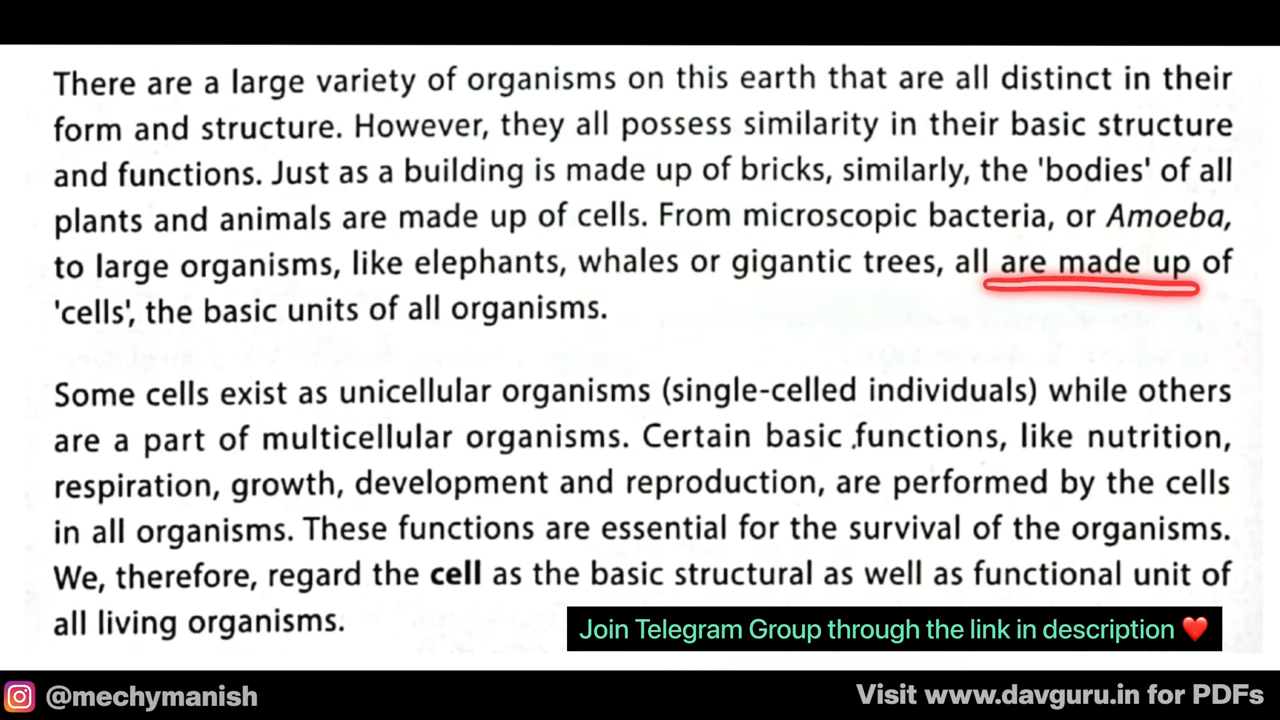 There are a large variety of organisms on this earth that are all distinct in their
form and structure. However, they all possess similarity in their basic structure
and functions. Just as a building is made up of bricks, similarly, the 'bodies' of all
plants and animals are made up of cells. From microscopic bacteria, or Amoeba,
to large organisms, like elephants, whales or gigantic trees, all are made up of
'cells', the basic units of all organisms.
Some cells exist as unicellular organisms (single-celled individuals) while others
are a part of multicellular organisms. Certain basic functions, like nutrition,
respiration, growth, development and reproduction, are performed by the cells
in all organisms. These functions are essential for the survival of the organisms.
We, therefore, regard the cell as the basic structural as well as functional unit of
all living organisms.
Join Telegram Group through the link in description ❤️
@mechymanish
Visit www.davguru.in for PDFs